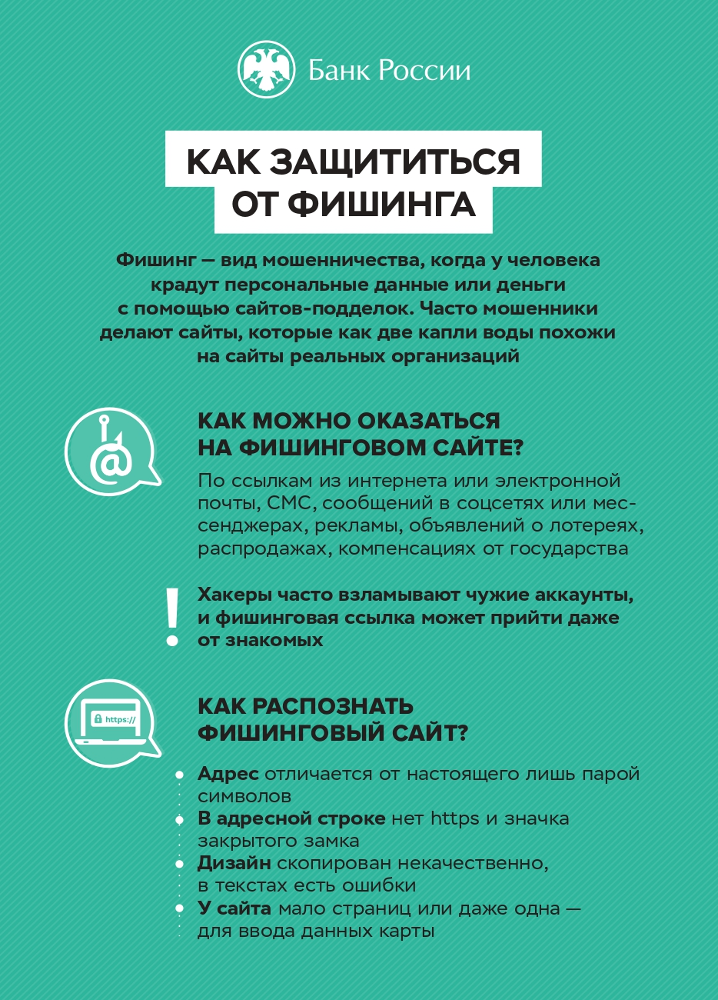 Банк России
КАК ЗАЩИТИТЬСЯ
ОТ ФИШИНГА
Фишинг — вид мошенничества, когда у человека
крадут персональные данные или деньги
с помощью сайтов-подделок. Часто мошенники
делают сайты, которые как две капли воды похожи
на сайты реальных организаций
@
КАК МОЖНО ОКАЗАТЬСЯ
НА ФИШИНГОВОМ САЙТЕ?
По ссылкам из интернета или электронной
почты, СМС, сообщений в соцсетях или мес-
сенджерах, рекламы, объявлений о лотереях,
распродажах, компенсациях от государства
!
Хакеры часто взламывают чужие аккаунты,
и фишинговая ссылка может прийти даже
от знакомых
https://
КАК РАСПОЗНАТЬ
ФИШИНГОВЫЙ САЙТ?
Адрес отличается от настоящего лишь парой
символов
В адресной строке нет https и значка
закрытого замка
Дизайн скопирован некачественно,
в текстах есть ошибки
У сайта мало страниц или даже одна —
для ввода данных карты